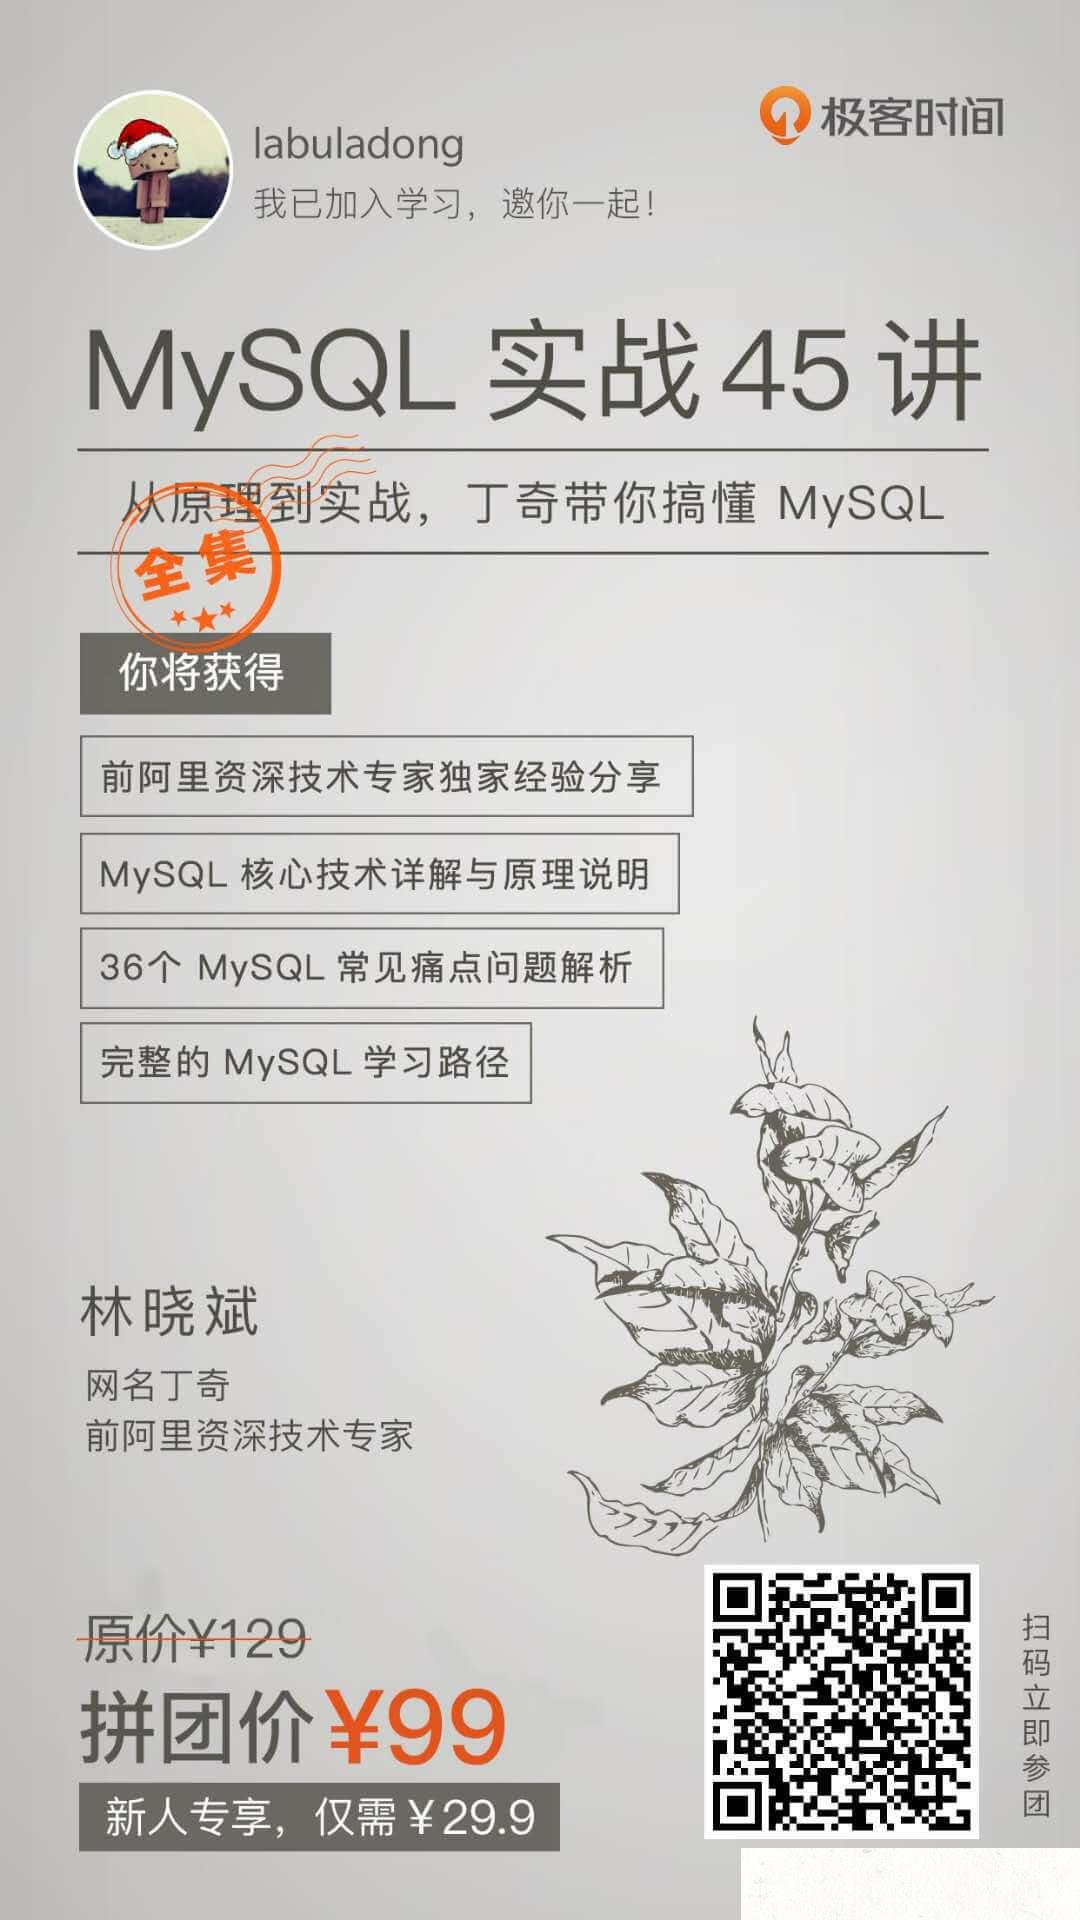 labuladong
我已加入学习，邀你一起！
极客时间
MySQL 实战 45 讲
从原理到实战，丁奇带你搞懂 MySQL
全集
你将获得
前阿里资深技术专家独家经验分享
MySQL 核心技术详解与原理说明
36个 MySQL 常见痛点问题解析
完整的 MySQL 学习路径
林晓斌
网名丁奇
前阿里资深技术专家
原价¥129
拼团价¥99
新人专享，仅需￥29.9
扫码立即参团